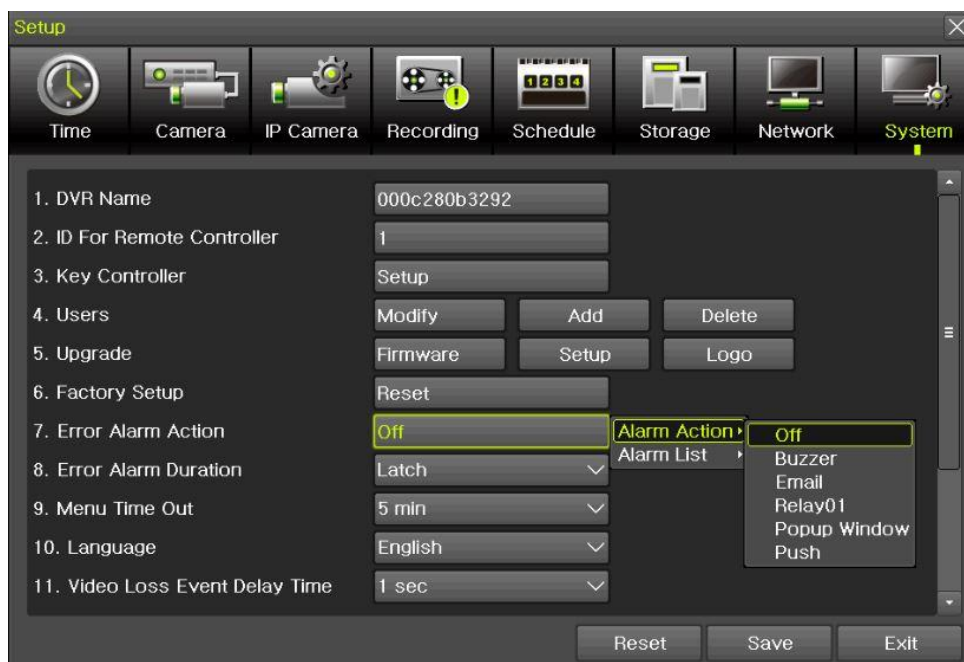 Setup
Time Camera IP Camera Recording Schedule Storage Network System
1 2 3 4
1. DVR Name 000c280b3292
2. ID For Remote Controller 1
3. Key Controller Setup
4. Users Modify Add Delete
5. Upgrade Firmware Setup Logo
6. Factory Setup Reset
7. Error Alarm Action Off Alarm Action Off
8. Error Alarm Duration Latch Alarm List Buzzer
Email
9. Menu Time Out 5 min Relay01
Popup Window
10. Language English Push
11. Video Loss Event Delay Time 1 sec
Reset Save Exit